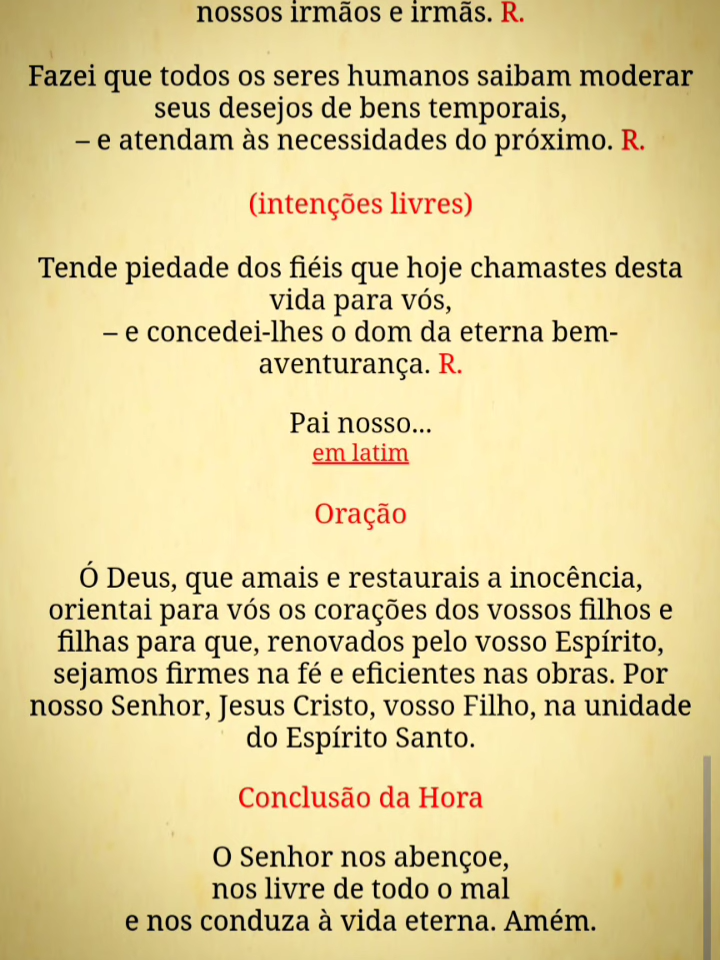 nossos irmãos e irmãs. R.
Fazei que todos os seres humanos saibam moderar
seus desejos de bens temporais,
– e atendam às necessidades do próximo. R.
(intenções livres)
Tende piedade dos fiéis que hoje chamastes desta
vida para vós,
– e concedei-lhes o dom da eterna bem-
aventurança. R.
Pai nosso...
em latim
Oração
Ó Deus, que amais e restaurais a inocência,
orientai para vós os corações dos vossos filhos e
filhas para que, renovados pelo vosso Espírito,
sejamos firmes na fé e eficientes nas obras. Por
nosso Senhor, Jesus Cristo, vosso Filho, na unidade
do Espírito Santo.
Conclusão da Hora
O Senhor nos abençoe,
nos livre de todo o mal
e nos conduza à vida eterna. Amém.